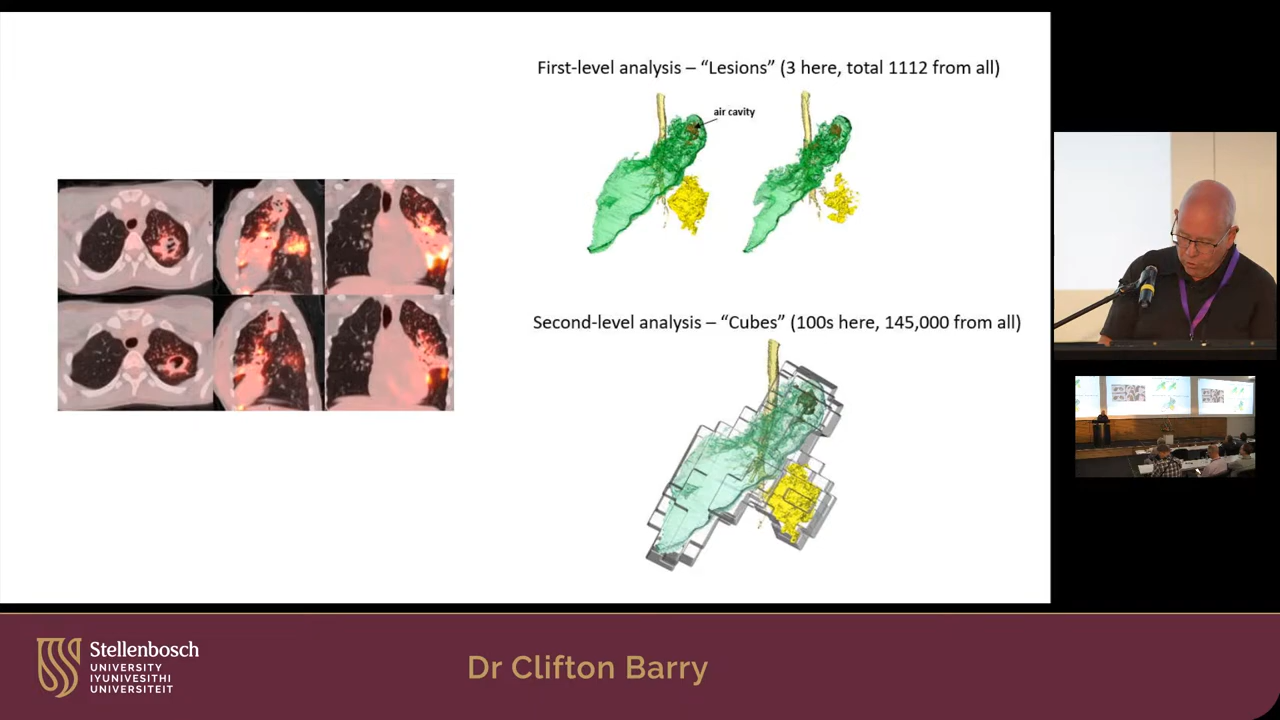 First-level analysis – “Lesions” (3 here, total 1112 from all)
air cavity
Second-level analysis – “Cubes” (100s here, 145,000 from all)
Stellenbosch
UNIVERSITY
IYUNIVESITHI
UNIVERSITEIT
Dr Clifton Barry